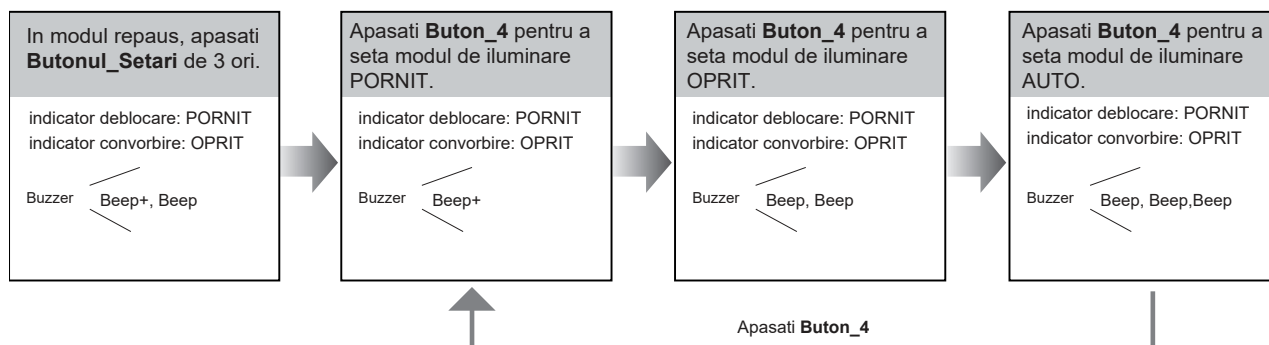 In modul repaus, apasati
Butonul_Setari de 3 ori.
indicator deblocare: PORNIT
indicator convorbire: OPRIT
Buzzer Beep+, Beep
Apasati Buton_4 pentru a
seta modul de iluminare
PORNIT.
indicator deblocare: PORNIT
indicator convorbire: OPRIT
Buzzer Beep+
Apasati Buton_4 pentru a
seta modul de iluminare
OPRIT.
indicator deblocare: PORNIT
indicator convorbire: OPRIT
Buzzer Beep, Beep
Apasati Buton_4 pentru a
seta modul de iluminare
AUTO.
indicator deblocare: PORNIT
indicator convorbire: OPRIT
Buzzer Beep, Beep,Beep
Apasati Buton_4